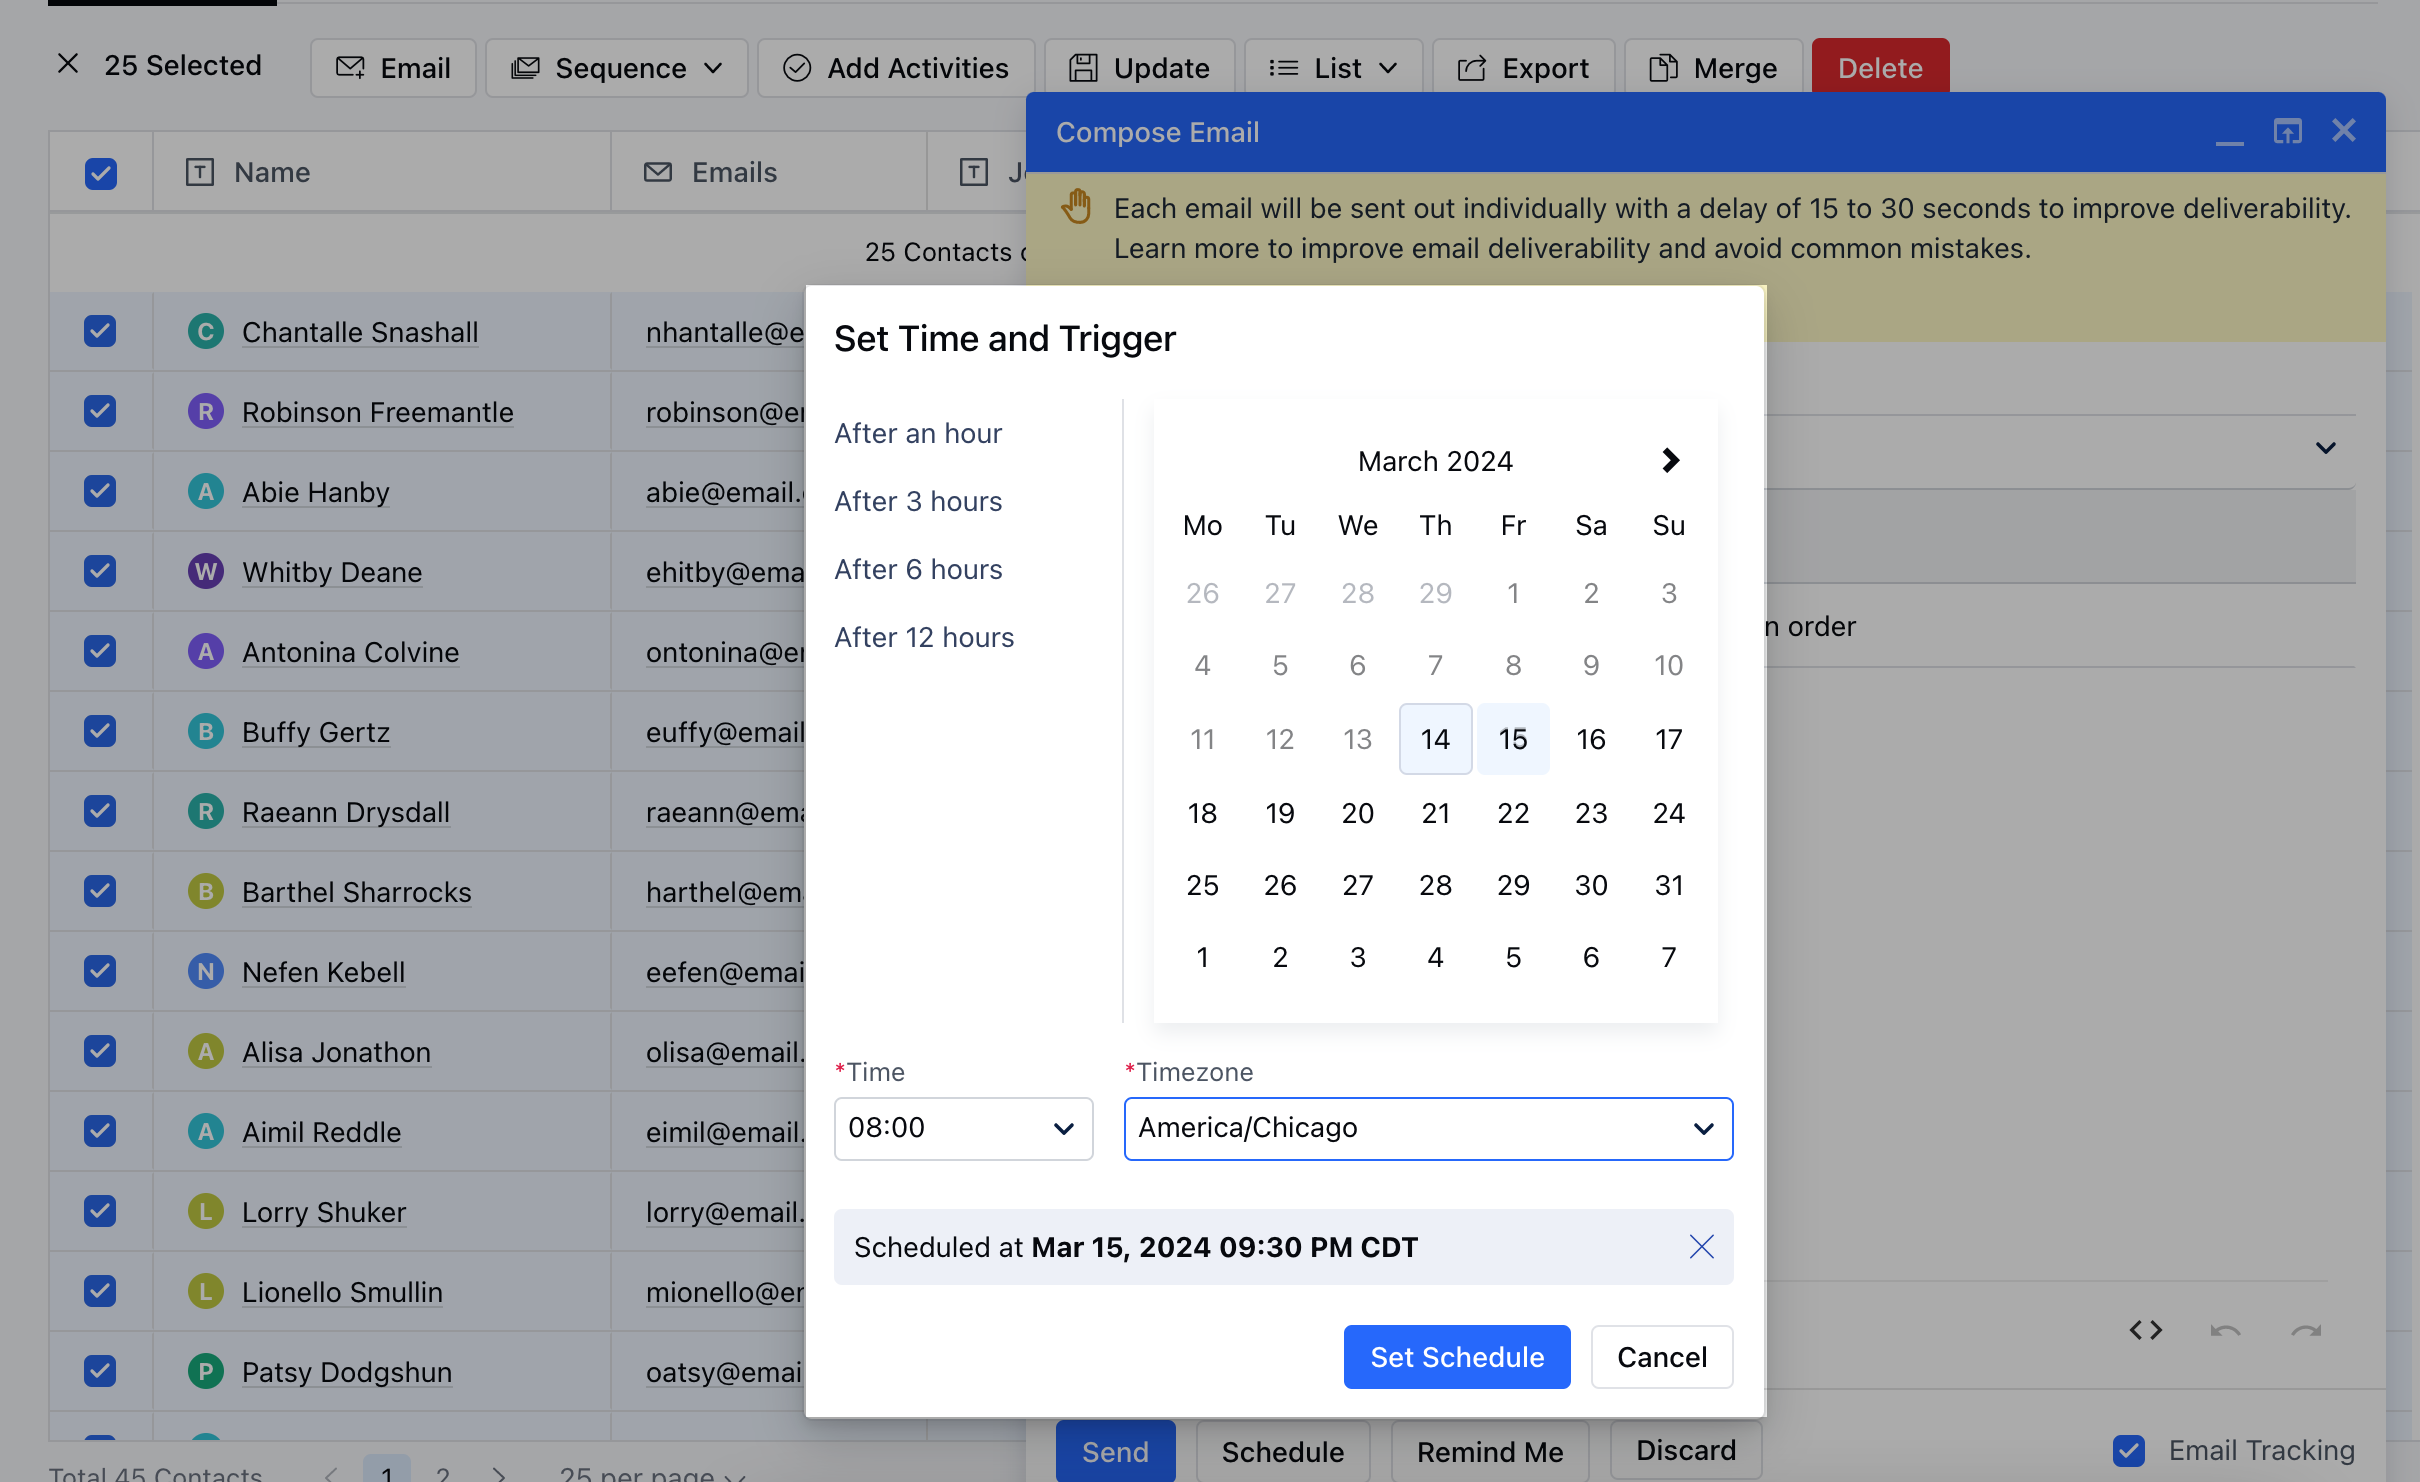 25 Selected
Email
Sequence
Add Activities
Update
List
Export
Merge
Delete
Compose Email
Each email will be sent out individually with a delay of 15 to 30 seconds to improve deliverability.
Learn more to improve email deliverability and avoid common mistakes.
Name
Emails
25 Contacts
Chantalle Snashall nhantalle@e
Robinson Freemantle robinson@e
Abie Hanby abie@email.
Whitby Deane ehitby@ema
Antonina Colvine ontonina@e
Buffy Gertz euffy@email
Raeann Drysdall raeann@em
Barthel Sharrocks harthel@em
Nefen Kebell eefen@emai
Alisa Jonathon olisa@email.
Aimil Reddle eimil@email.
Lorry Shuker lorry@email.
Lionello Smullin mionello@e
Patsy Dodgshun oatsy@emai
C
R
A
W
A
B
R
B
N
A
A
L
L
P
Set Time and Trigger
After an hour
After 3 hours
After 6 hours
After 12 hours
March 2024
Mo Tu We Th Fr Sa Su
26 27 28 29 1 2 3
4 5 6 7 8 9 10
11 12 13 14 15 16 17
18 19 20 21 22 23 24
25 26 27 28 29 30 31
1 2 3 4 5 6 7
*Time
08:00
*Timezone
America/Chicago
Scheduled at Mar 15, 2024 09:30 PM CDT
Set Schedule
Cancel
n order
Send
Schedule
Remind Me
Discard
Email Tracking
Total 45 Contacts
1
2
25 per page